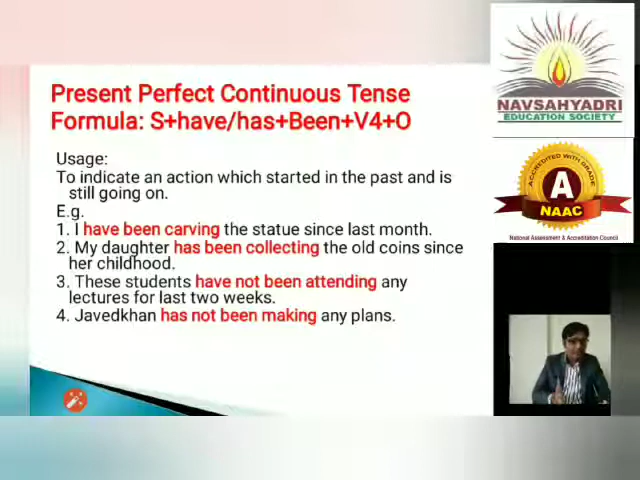 Present Perfect Continuous Tense
Formula: S+have/has+Been+V4+O
Usage:
To indicate an action which started in the past and is
still going on.
E.g.
1. I have been carving the statue since last month.
2. My daughter has been collecting the old coins since
her childhood.
3. These students have not been attending any
lectures for last two weeks.
4. Javedkhan has not been making any plans.
NAVSAHYADRI
EDUCATION SOCIETY
ACCREDITED WITH GRADE
A
NAAC
National Assessment & Accreditation Council